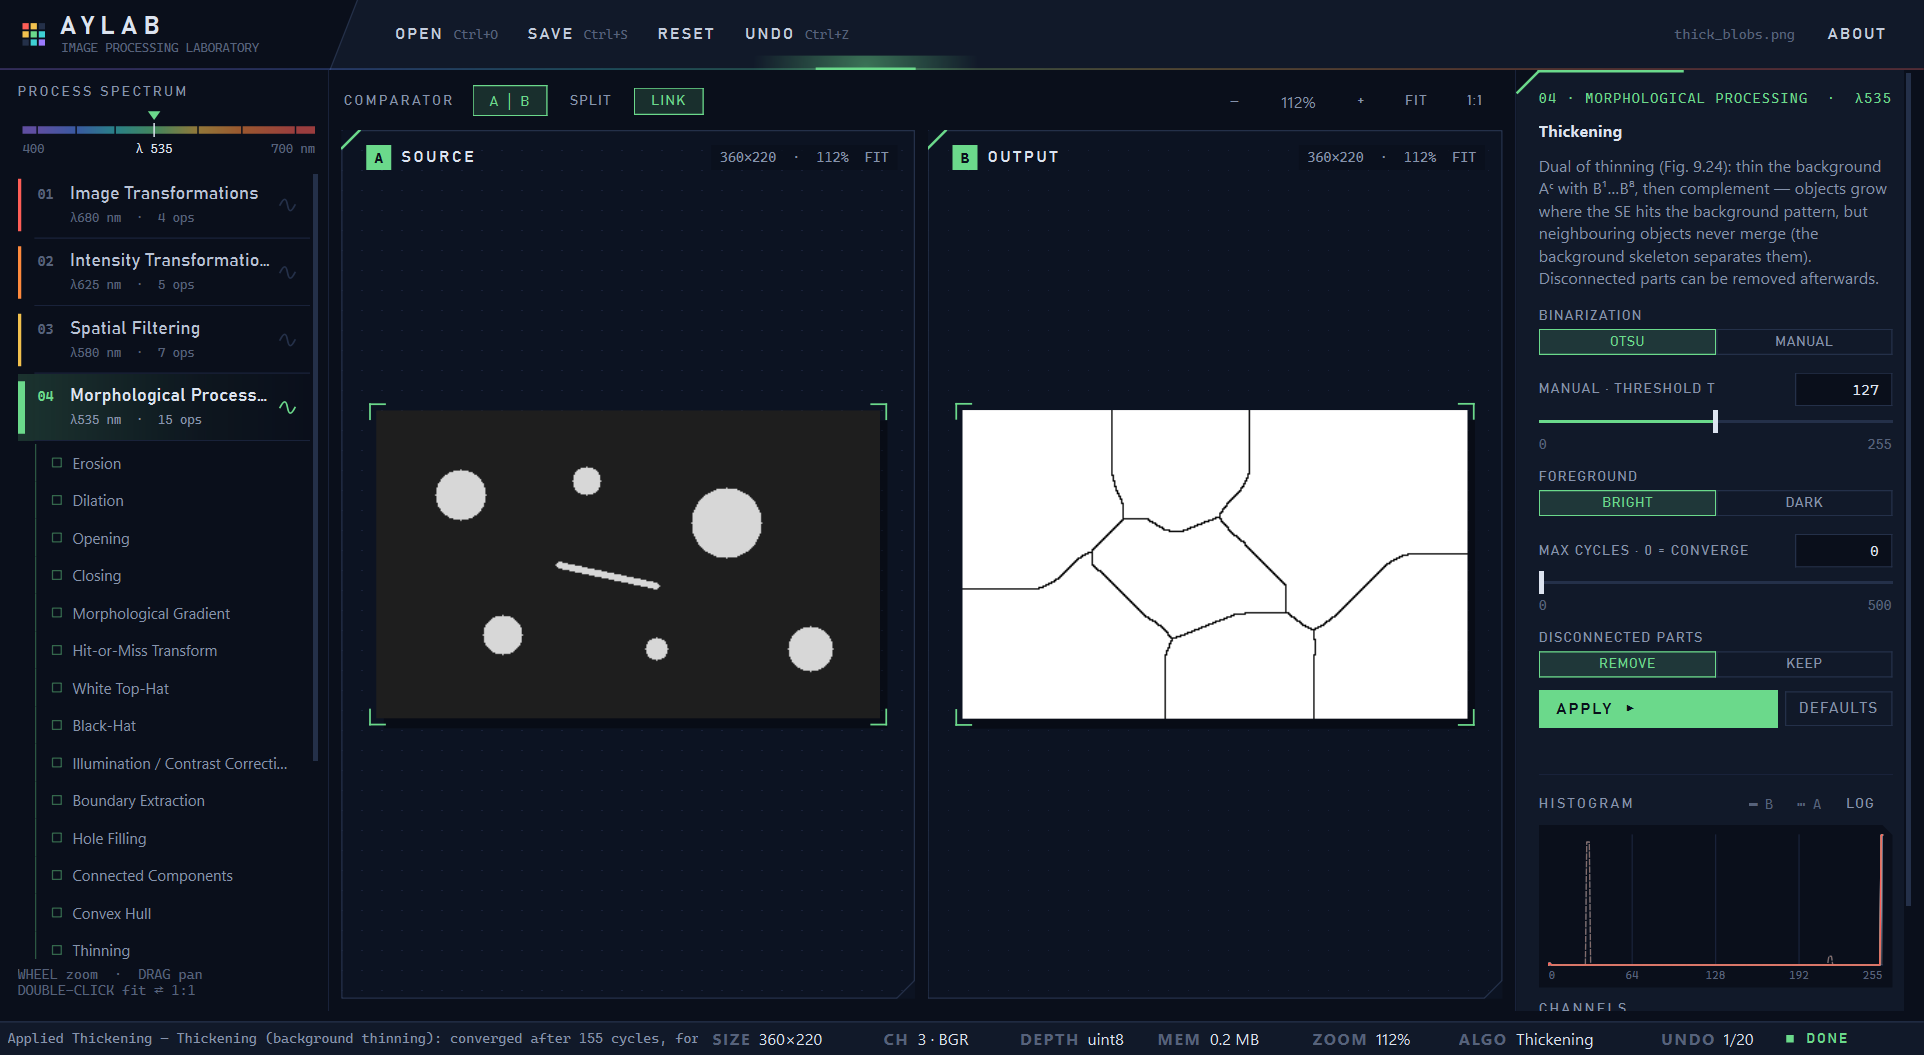 AYLAB
IMAGE PROCESSING LABORATORY
OPEN Ctrl+O SAVE Ctrl+S RESET UNDO Ctrl+Z
thick_blobs.png ABOUT
PROCESS SPECTRUM
400 λ 535 700 nm
01 Image Transformations
λ680 nm · 4 ops
02 Intensity Transformatio...
λ625 nm · 5 ops
03 Spatial Filtering
λ580 nm · 7 ops
04 Morphological Process...
λ535 nm · 15 ops
Erosion
Dilation
Opening
Closing
Morphological Gradient
Hit-or-Miss Transform
White Top-Hat
Black-Hat
Illumination / Contrast Correcti...
Boundary Extraction
Hole Filling
Connected Components
Convex Hull
Thinning
WHEEL zoom · DRAG pan
DOUBLE-CLICK fit ⇄ 1:1
COMPARATOR A | B SPLIT LINK
− 112% + FIT 1:1
A SOURCE 360×220 · 112% FIT
B OUTPUT 360×220 · 112% FIT
04 · MORPHOLOGICAL PROCESSING · λ535
Thickening
Dual of thinning (Fig. 9.24): thin the background
Aᶜ with B¹…B⁸, then complement — objects grow
where the SE hits the background pattern, but
neighbouring objects never merge (the
background skeleton separates them).
Disconnected parts can be removed afterwards.
BINARIZATION
OTSU MANUAL
MANUAL · THRESHOLD T 127
0 255
FOREGROUND
BRIGHT DARK
MAX CYCLES · 0 = CONVERGE 0
0 500
DISCONNECTED PARTS
REMOVE KEEP
APPLY ▸ DEFAULTS
HISTOGRAM B A LOG
0 64 128 192 255
CHANNELS
Applied Thickening — Thickening (background thinning): converged after 155 cycles, for
SIZE 360×220 CH 3 · BGR DEPTH uint8 MEM 0.2 MB ZOOM 112% ALGO Thickening UNDO 1/20 DONE